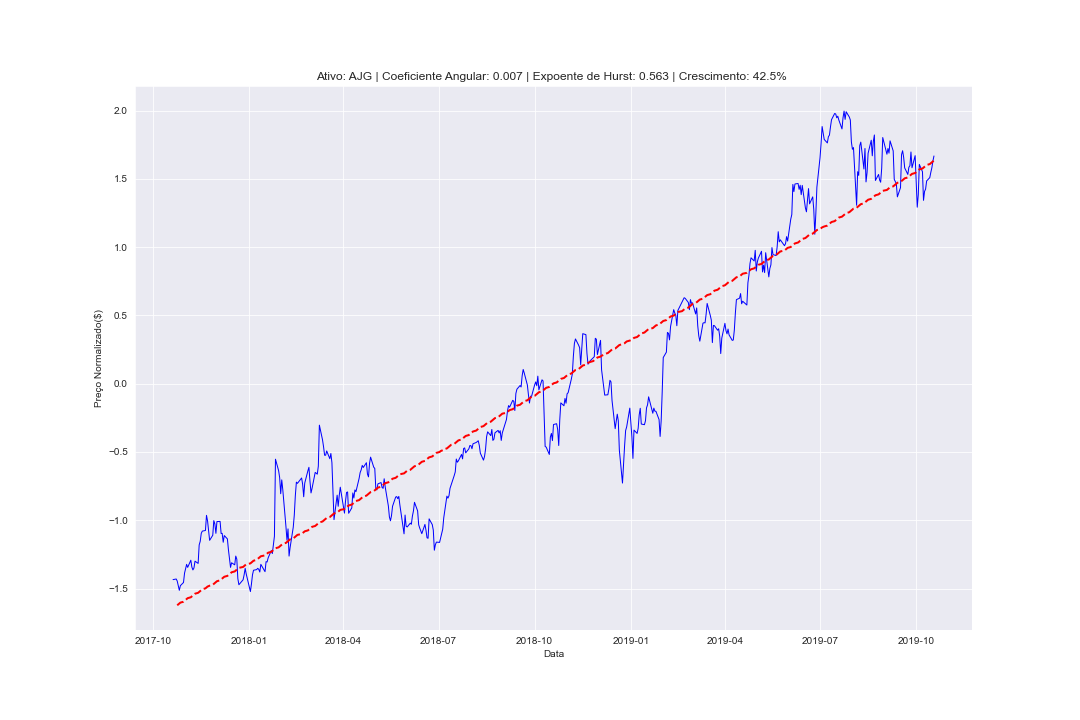 Ativo: AJG | Coeficiente Angular: 0.007 | Expoente de Hurst: 0.563 | Crescimento: 42.5%
Preço Normalizado($)
2.0
1.5
1.0
0.5
0.0
−0.5
−1.0
−1.5
2017-10 2018-01 2018-04 2018-07 2018-10 2019-01 2019-04 2019-07 2019-10
Data